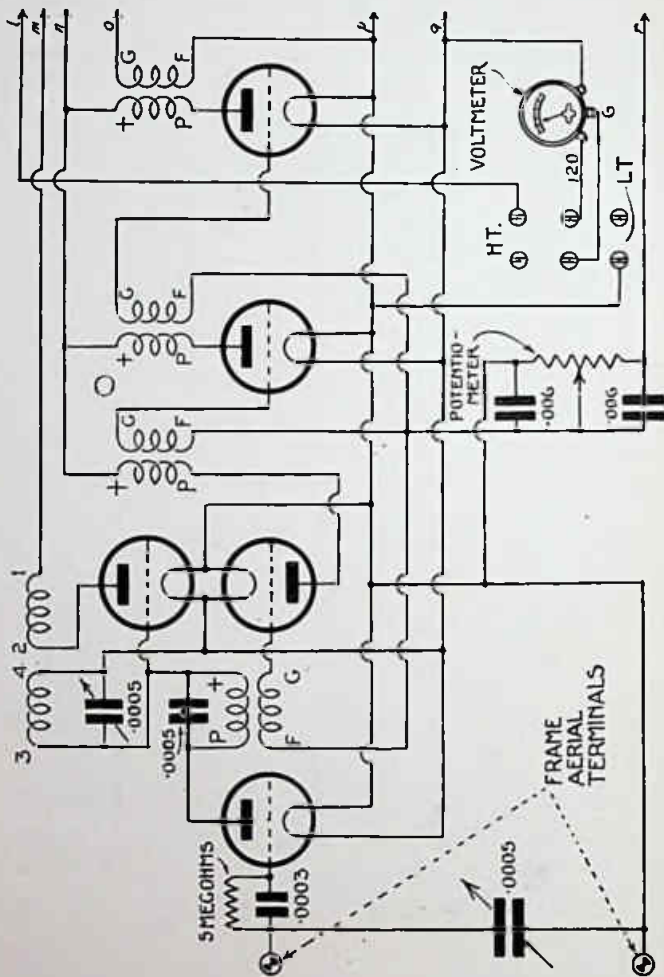 l
m
n
o
p
q
r
G
F
+
P
G
F
+
P
G
F
+
P
1
2
4
3
.0005
.0005
+
P
G
F
5 MEGOHMS
.0003
.0005
FRAME
AERIAL
TERMINALS
POTENTIO-
METER
.006
.006
VOLTMETER
G
120
HT.
LT